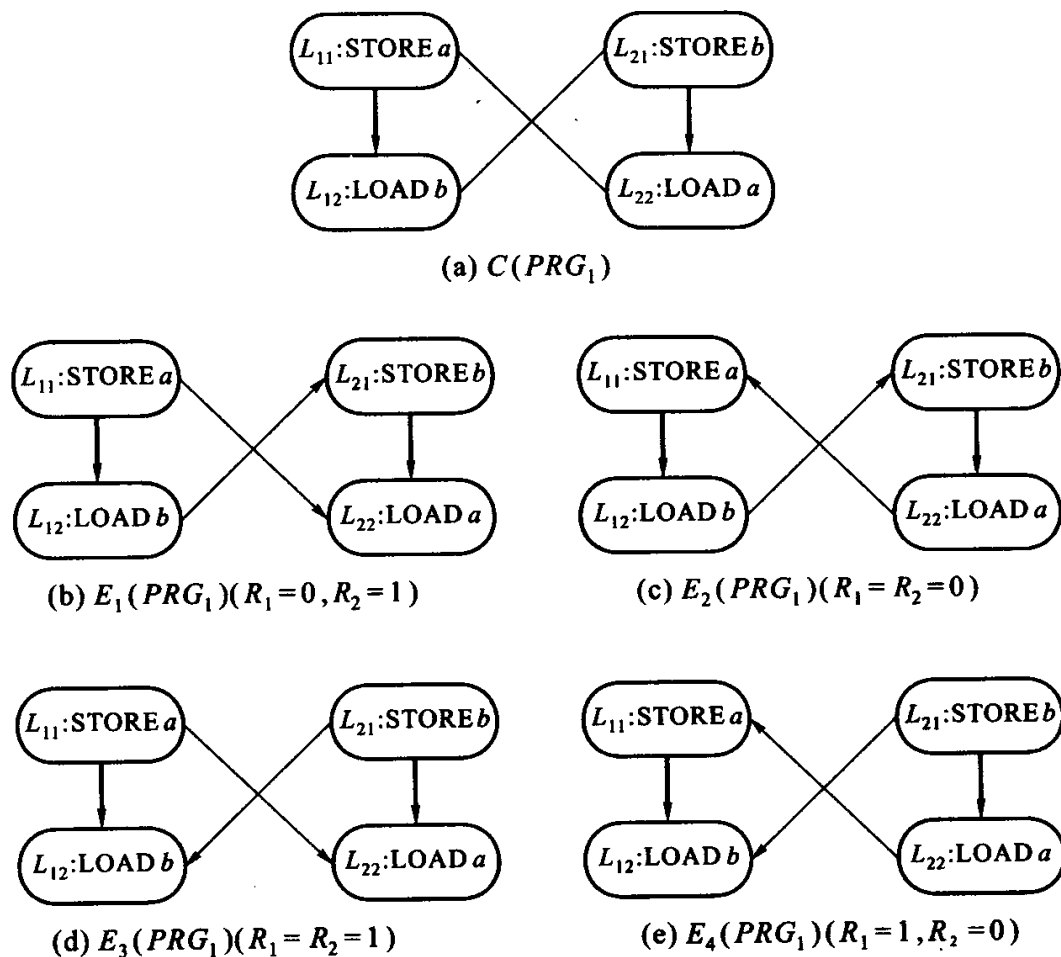 L₁₁:STORE a L₂₁:STORE b
L₁₂:LOAD b L₂₂:LOAD a
(a) C(PRG₁)
L₁₁:STORE a L₂₁:STORE b L₁₁:STORE a L₂₁:STORE b
L₁₂:LOAD b L₂₂:LOAD a L₁₂:LOAD b L₂₂:LOAD a
(b) E₁(PRG₁)(R₁=0,R₂=1) (c) E₂(PRG₁)(R₁=R₂=0)
L₁₁:STORE a L₂₁:STORE b L₁₁:STORE a L₂₁:STORE b
L₁₂:LOAD b L₂₂:LOAD a L₁₂:LOAD b L₂₂:LOAD a
(d) E₃(PRG₁)(R₁=R₂=1) (e) E₄(PRG₁)(R₁=1,R₂=0)